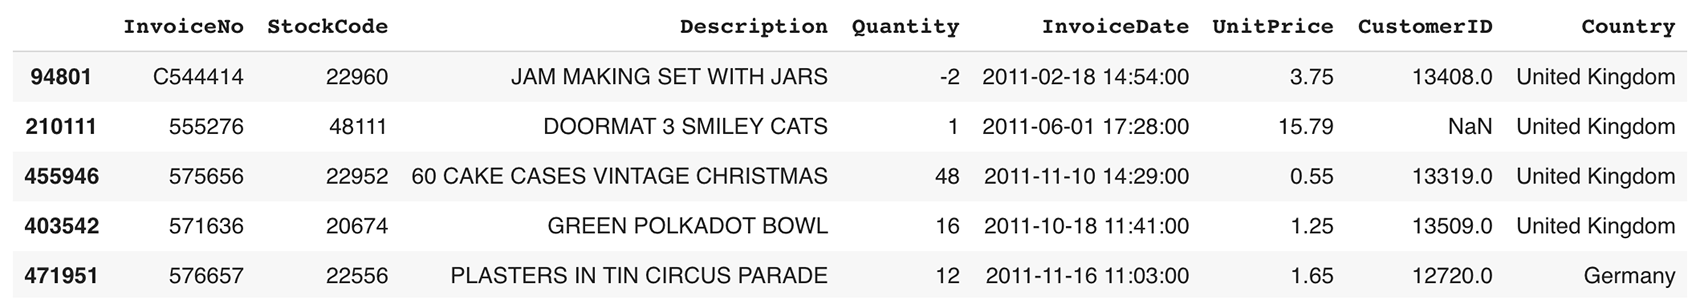 InvoiceNo StockCode Description Quantity InvoiceDate UnitPrice CustomerID Country
94801 C544414 22960 JAM MAKING SET WITH JARS -2 2011-02-18 14:54:00 3.75 13408.0 United Kingdom
210111 555276 48111 DOORMAT 3 SMILEY CATS 1 2011-06-01 17:28:00 15.79 NaN United Kingdom
455946 575656 22952 60 CAKE CASES VINTAGE CHRISTMAS 48 2011-11-10 14:29:00 0.55 13319.0 United Kingdom
403542 571636 20674 GREEN POLKADOT BOWL 16 2011-10-18 11:41:00 1.25 13509.0 United Kingdom
471951 576657 22556 PLASTERS IN TIN CIRCUS PARADE 12 2011-11-16 11:03:00 1.65 12720.0 Germany